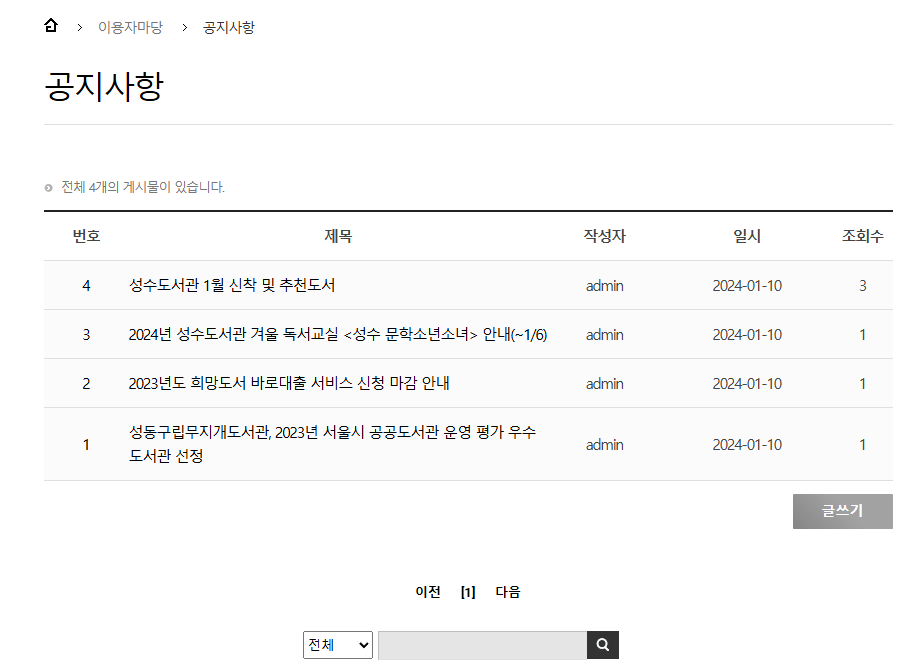 이용자마당 공지사항
공지사항
전체 4개의 게시물이 있습니다.
번호 제목 작성자 일시 조회수
4 성수도서관 1월 신착 및 추천도서 admin 2024-01-10 3
3 2024년 성수도서관 겨울 독서교실 <성수 문학소년소녀> 안내(~1/6) admin 2024-01-10 1
2 2023년도 희망도서 바로대출 서비스 신청 마감 안내 admin 2024-01-10 1
1 성동구립무지개도서관, 2023년 서울시 공공도서관 운영 평가 우수 admin 2024-01-10 1
도서관 선정
글쓰기
이전 [1] 다음
전체